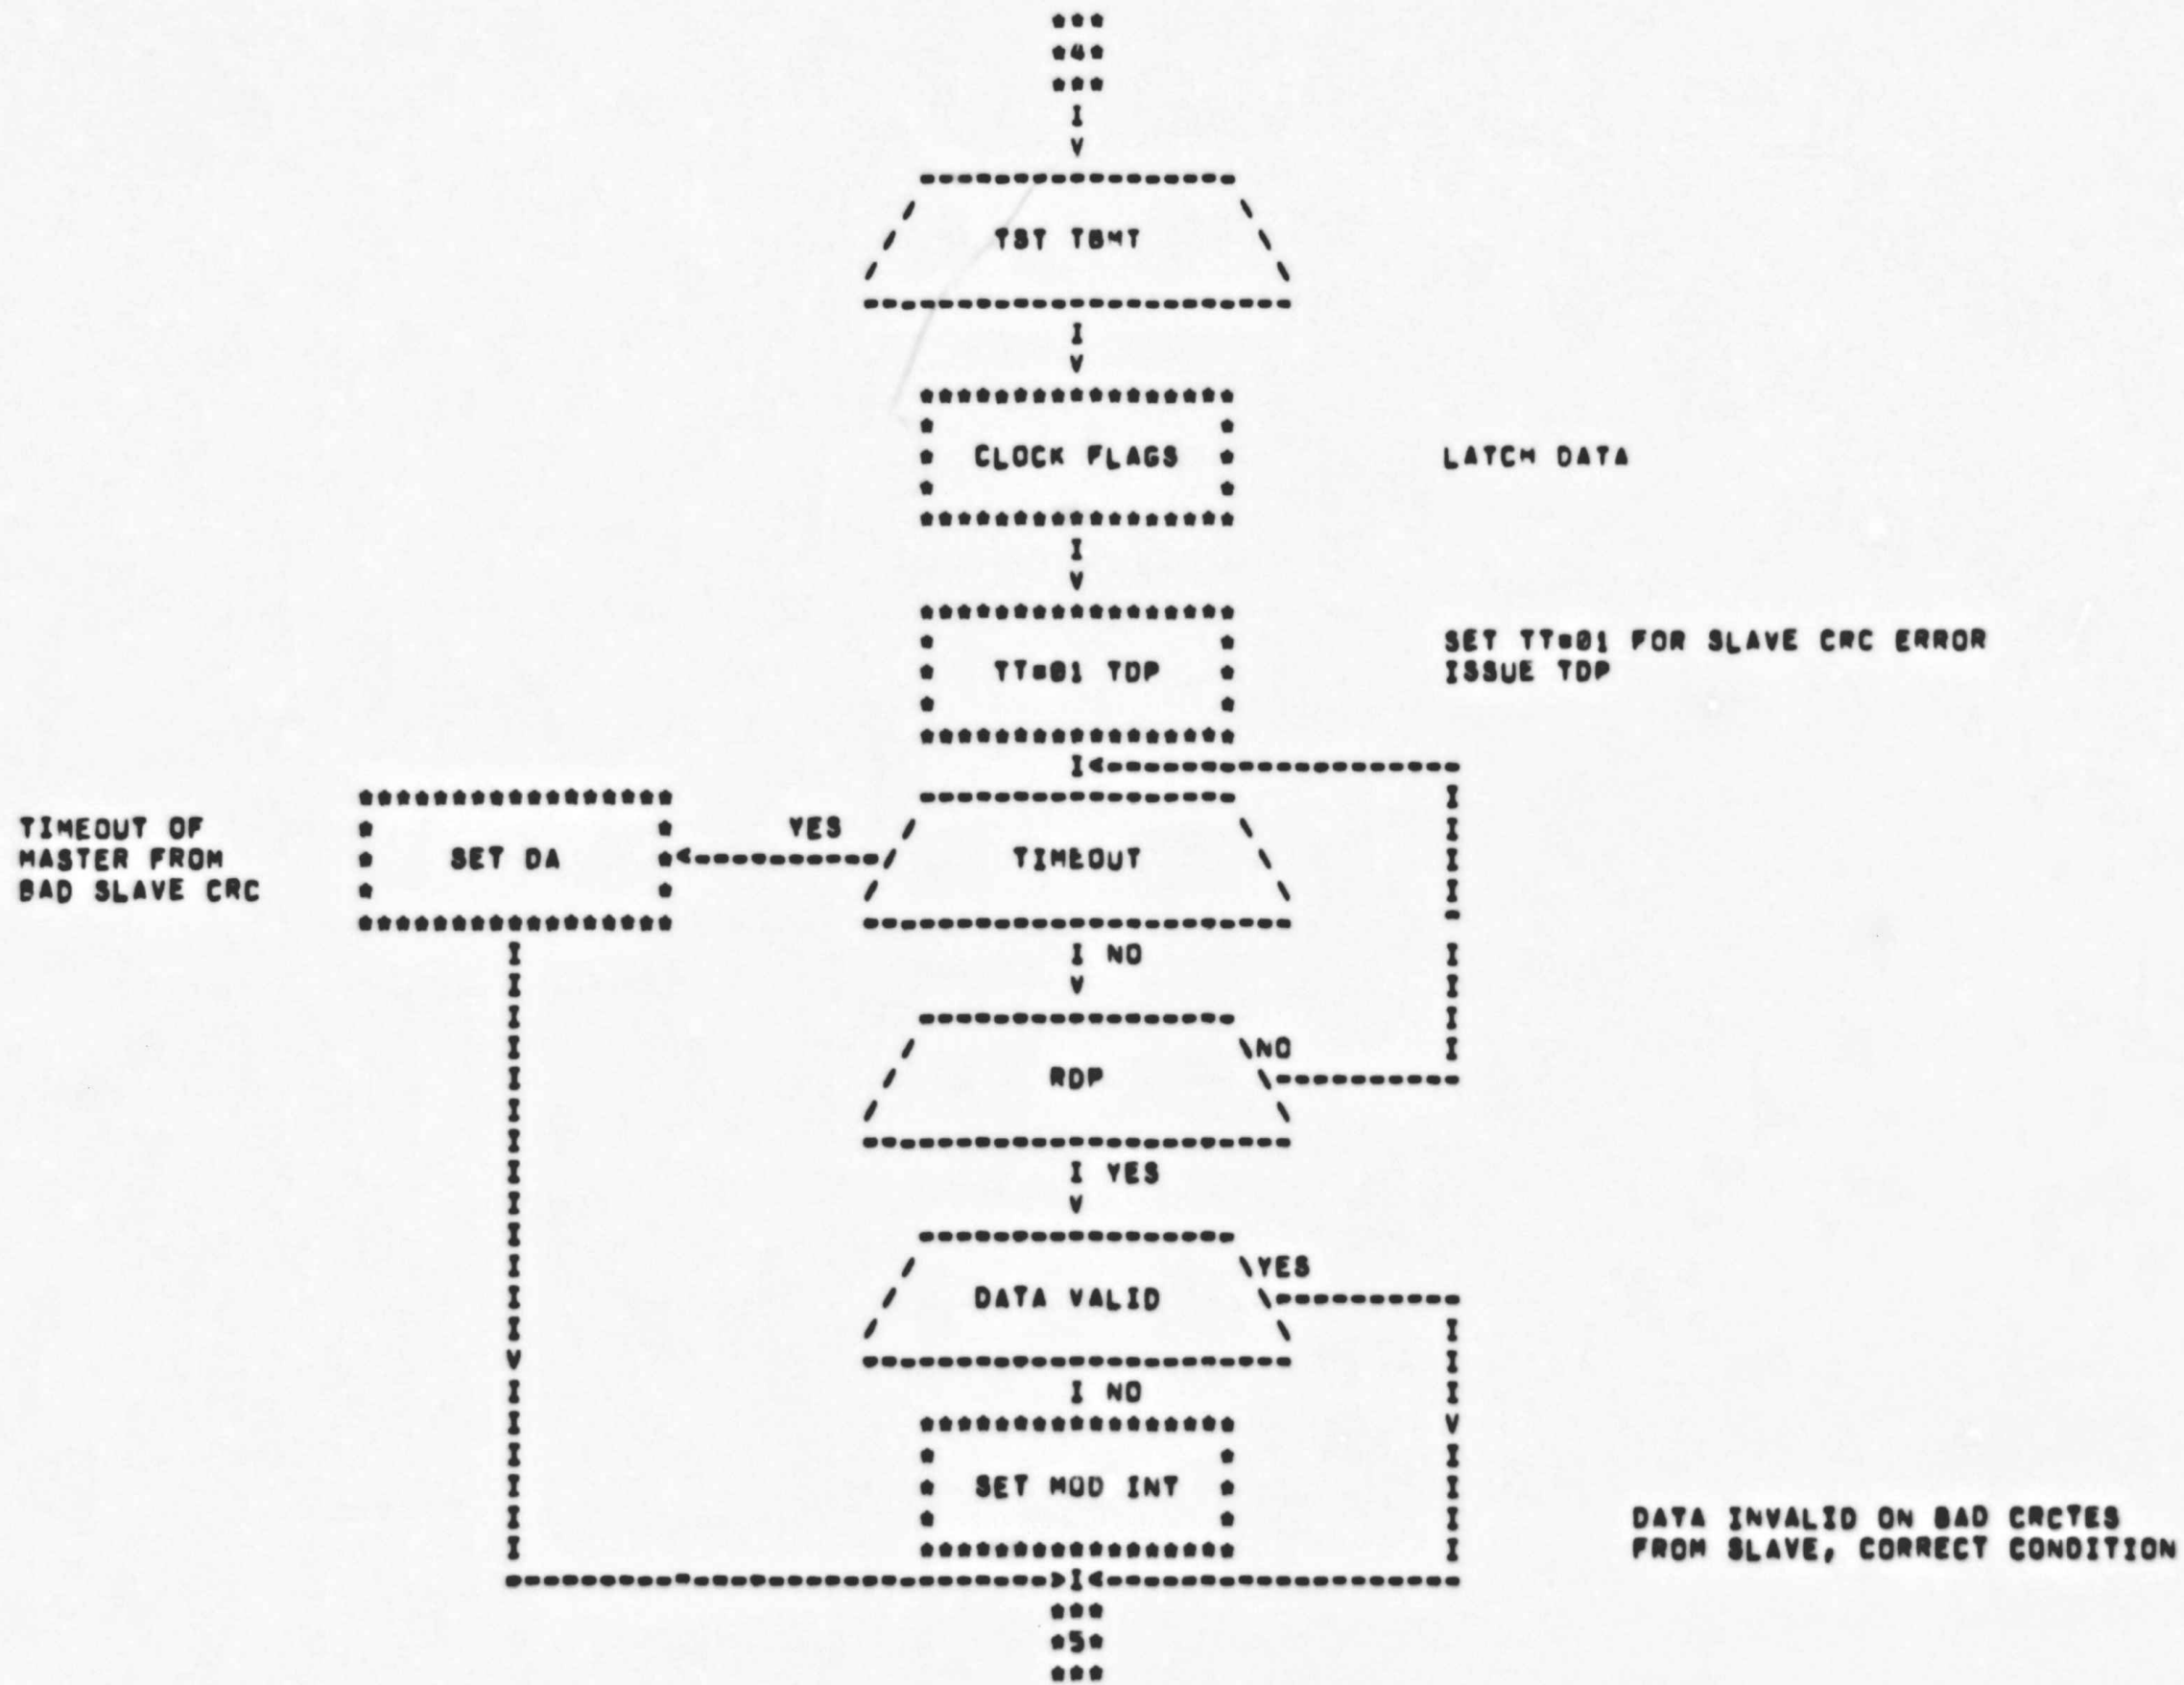 4
TST TBMT
CLOCK FLAGS
LATCH DATA
TT=01 TDP
SET TT=01 FOR SLAVE CRC ERROR
ISSUE TDP
TIMEOUT OF
MASTER FROM
BAD SLAVE CRC
SET DA
YES
TIMEOUT
NO
NO
RDP
YES
YES
DATA VALID
NO
SET MOD INT
DATA INVALID ON BAD CRCTES
FROM SLAVE, CORRECT CONDITION
5